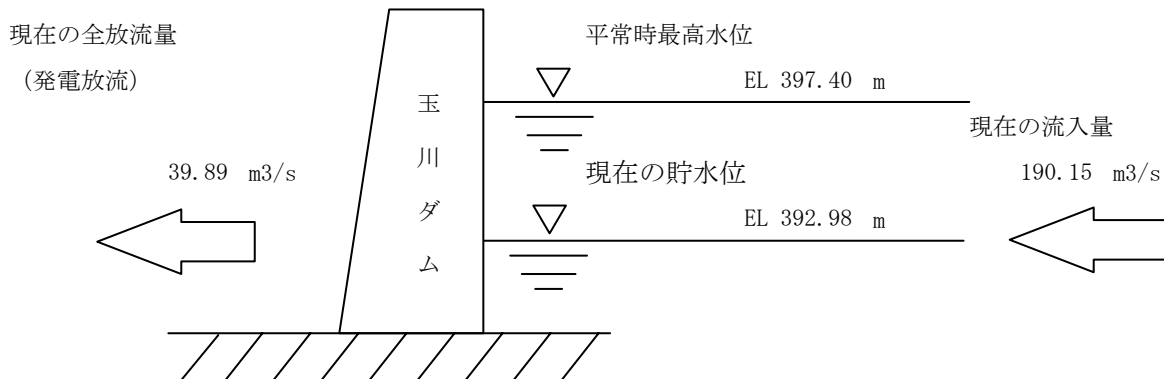 現在の全放流量
(発電放流)
39.89 m3/s
玉川ダム
平常時最高水位
EL 397.40 m
現在の貯水位
EL 392.98 m
現在の流入量
190.15 m3/s